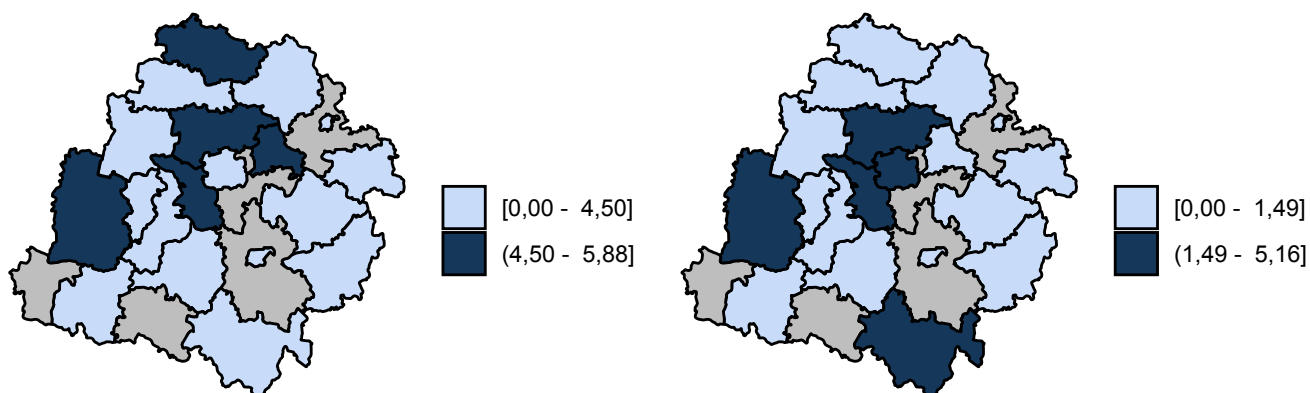 [0,00 - 4,50]
(4,50 - 5,88]
[0,00 - 1,49]
(1,49 - 5,16]